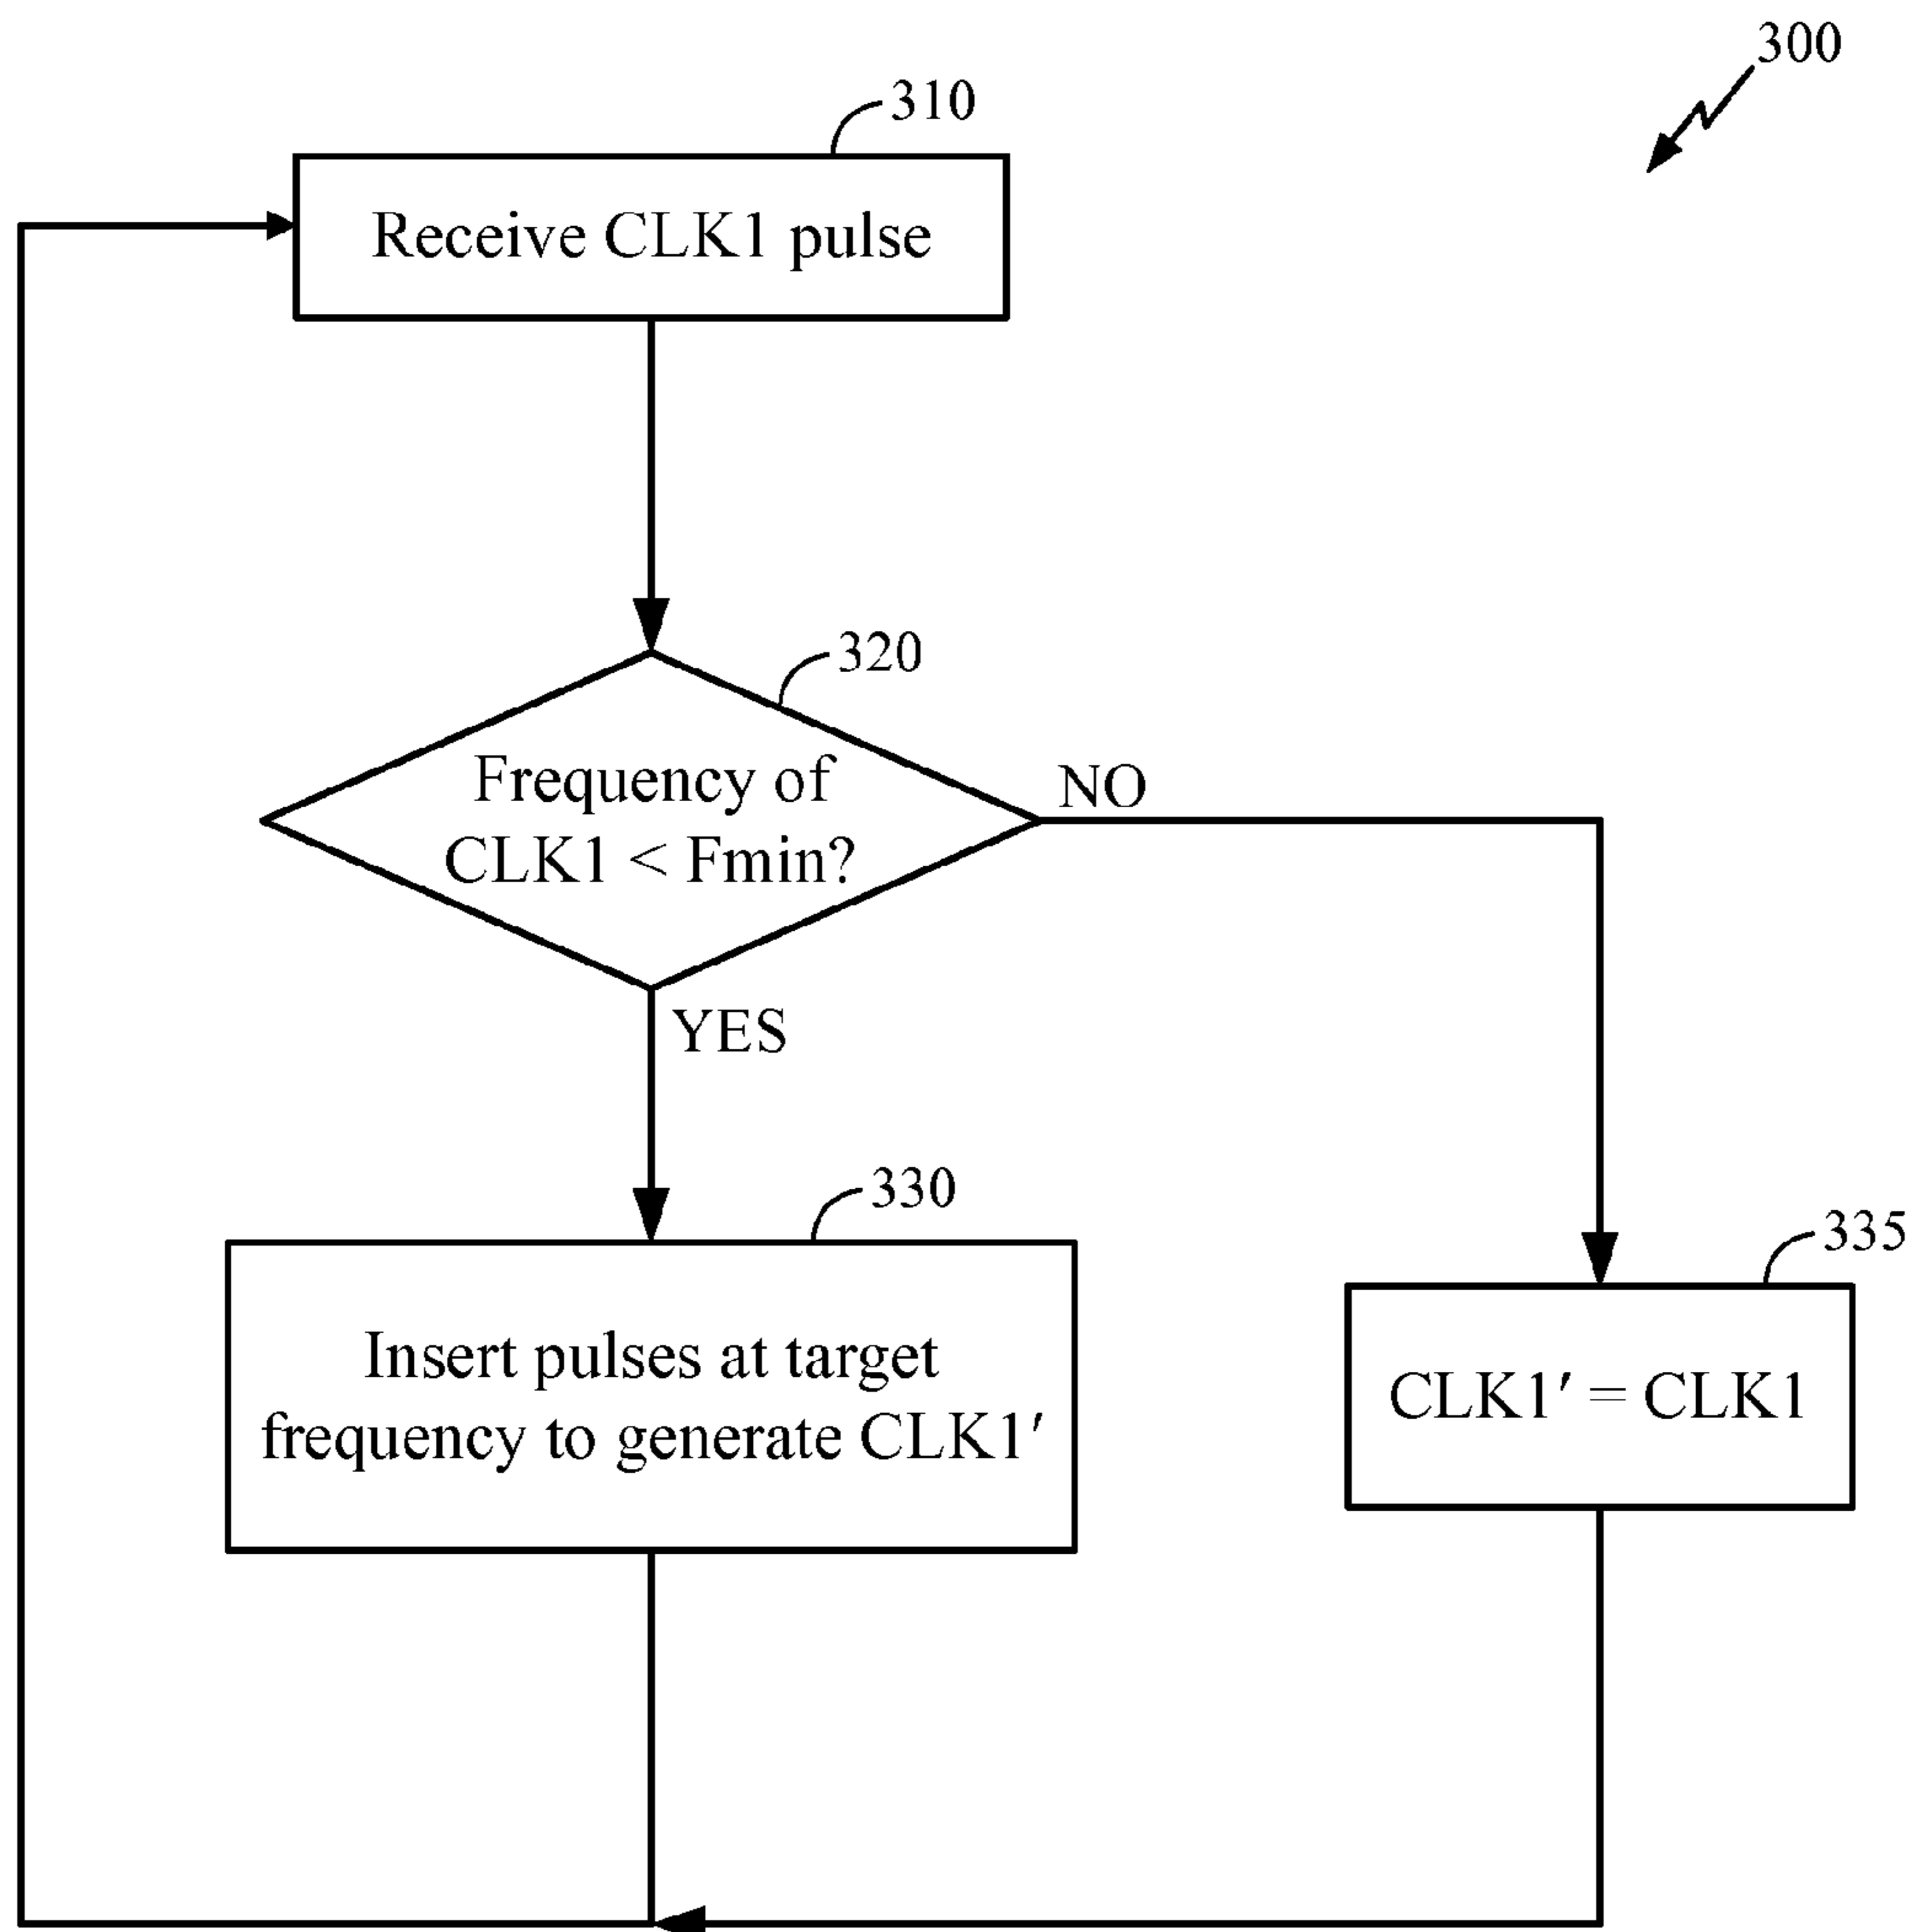 300
310
Receive CLK1 pulse
320
Frequency of
CLK1 < Fmin?
NO
YES
330
Insert pulses at target
frequency to generate CLK1′
335
CLK1′ = CLK1